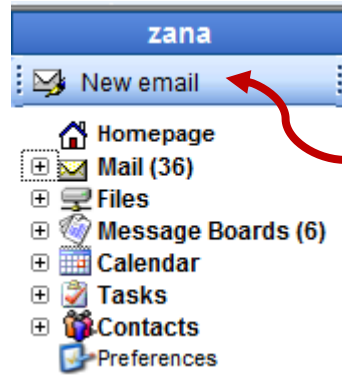 zana
New email
Homepage
Mail (36)
Files
Message Boards (6)
Calendar
Tasks
Contacts
Preferences